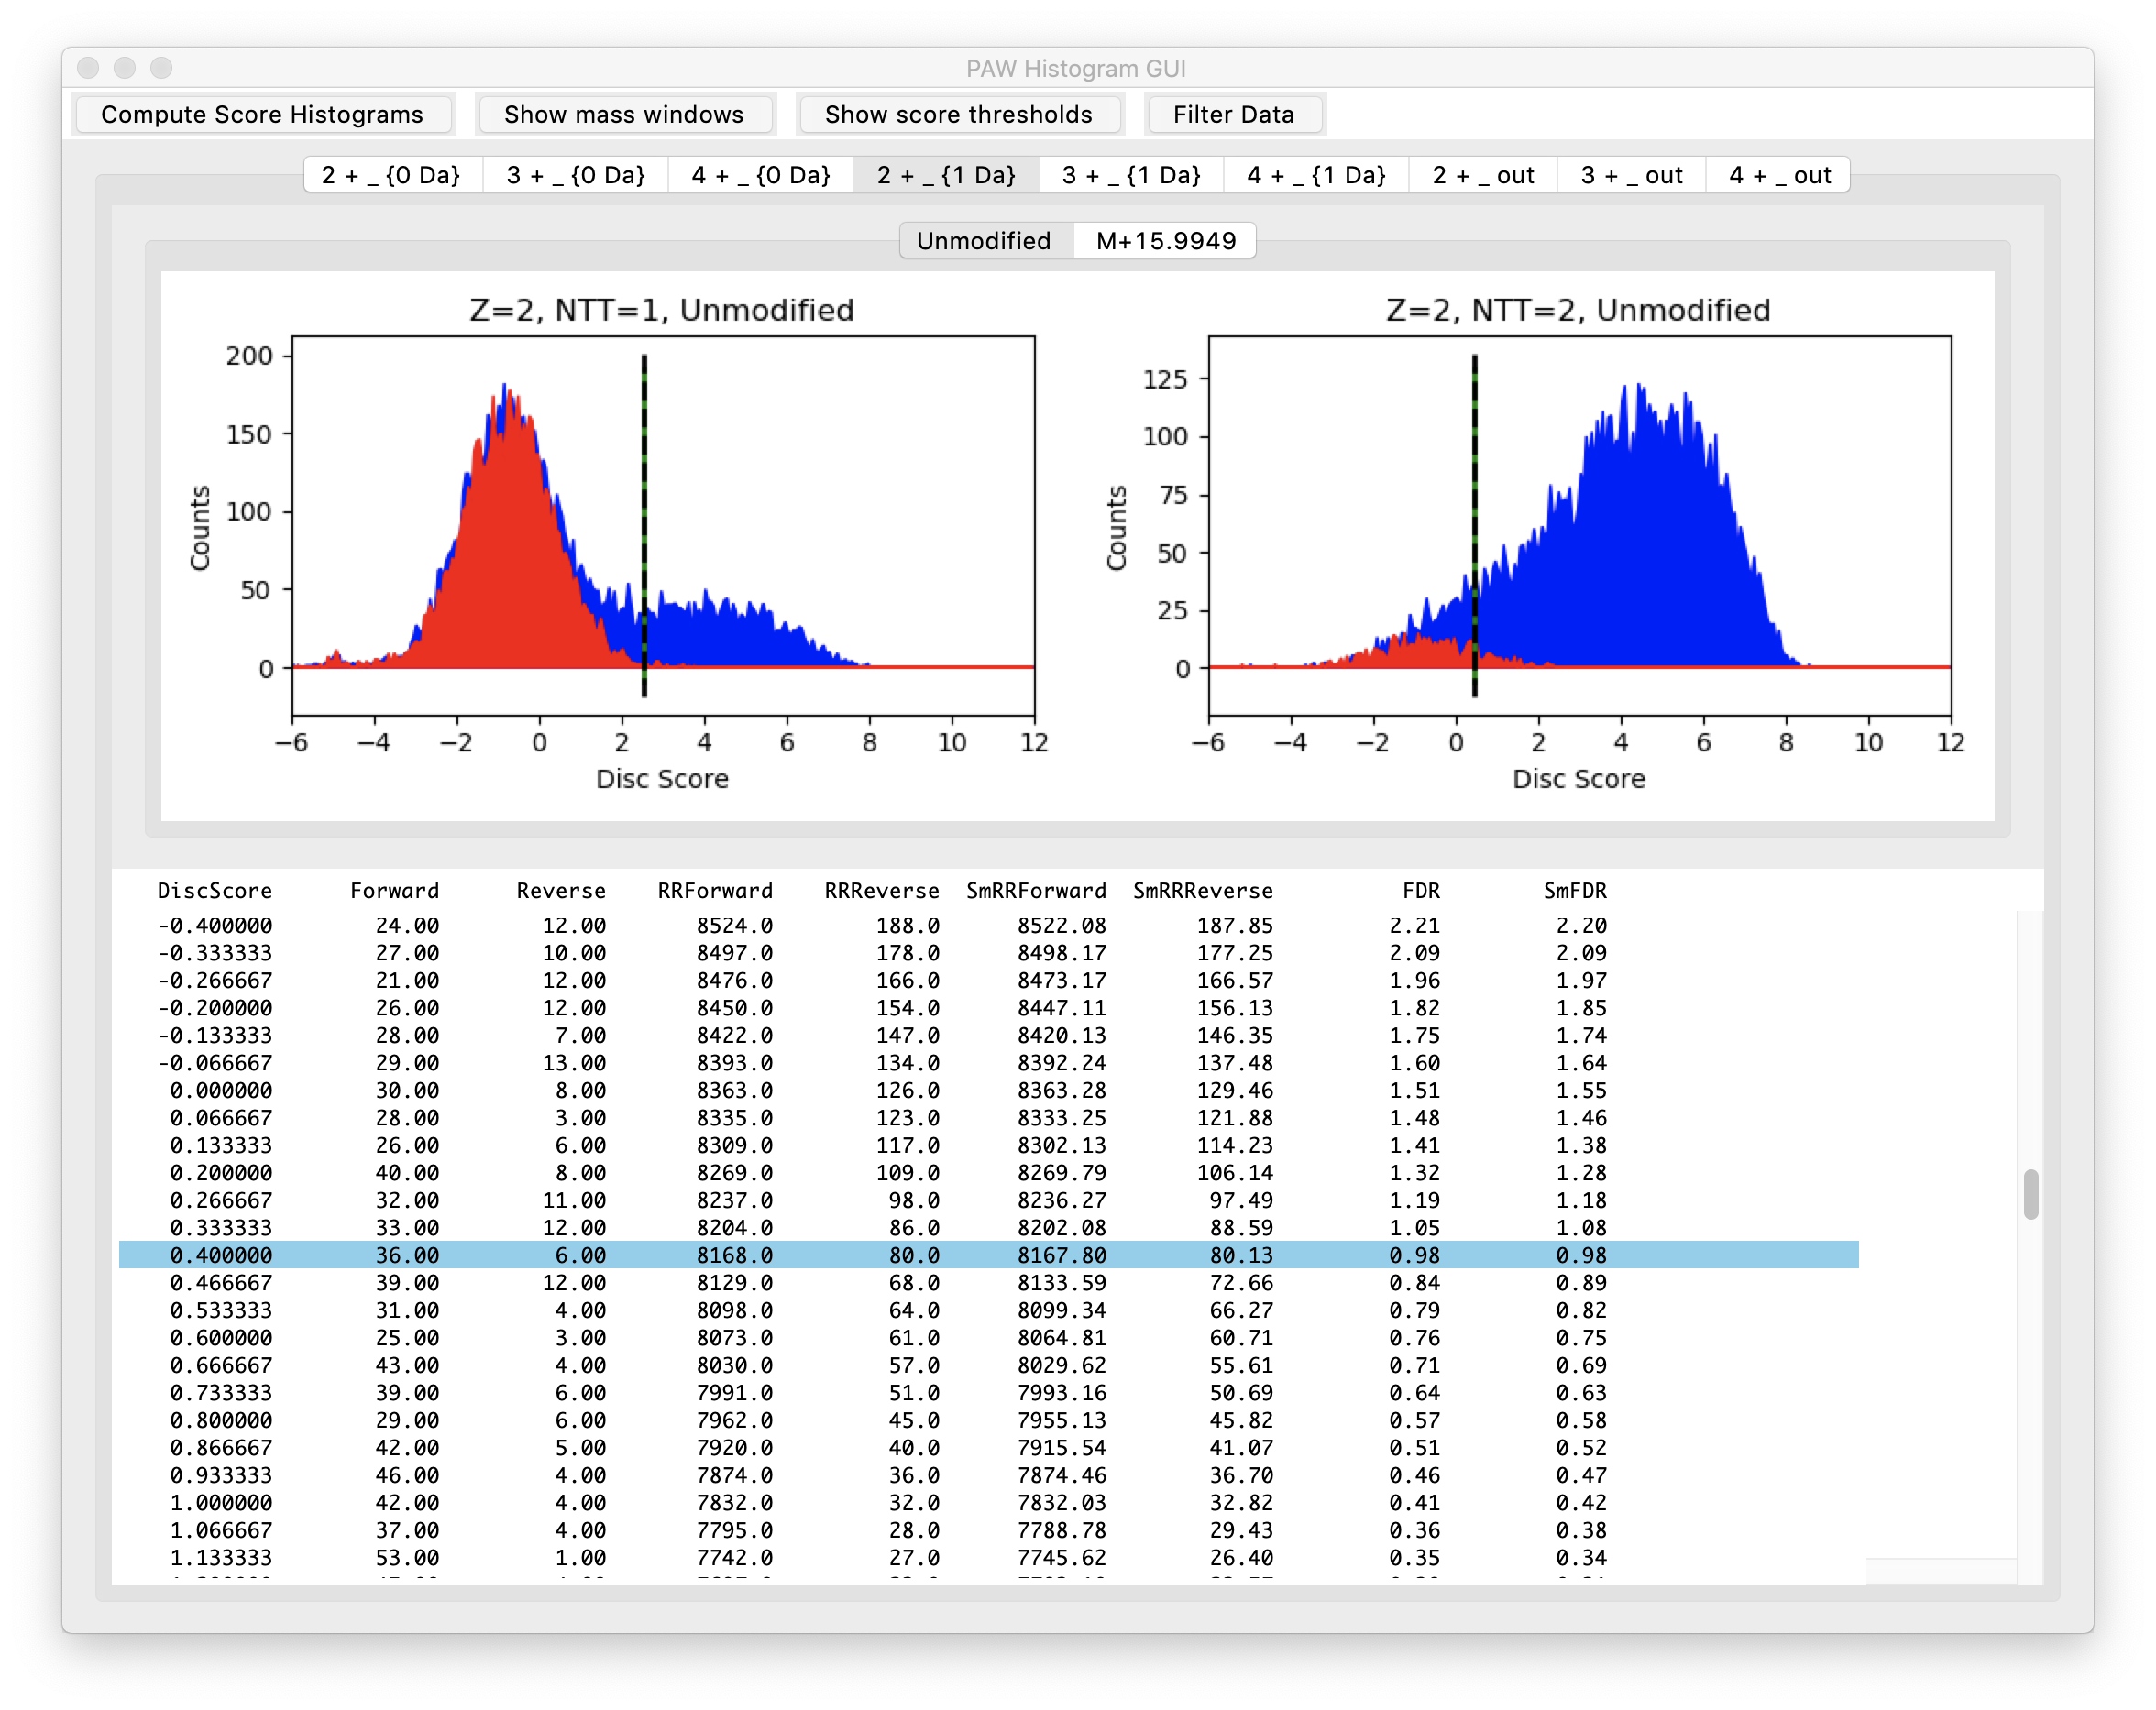 PAW Histogram GUI
Compute Score Histograms Show mass windows Show score thresholds Filter Data
2 + _ {0 Da} 3 + _ {0 Da} 4 + _ {0 Da} 2 + _ {1 Da} 3 + _ {1 Da} 4 + _ {1 Da} 2 + _ out 3 + _ out 4 + _ out
Unmodified M+15.9949
Z=2, NTT=1, Unmodified
200
150
100
50
0
Counts
−6 −4 −2 0 2 4 6 8 10 12
Disc Score
Z=2, NTT=2, Unmodified
125
100
75
50
25
0
Counts
−6 −4 −2 0 2 4 6 8 10 12
Disc Score
DiscScore Forward Reverse RRForward RRReverse SmRRForward SmRRReverse FDR SmFDR
-0.400000 24.00 12.00 8524.0 188.0 8522.08 187.85 2.21 2.20
-0.333333 27.00 10.00 8497.0 178.0 8498.17 177.25 2.09 2.09
-0.266667 21.00 12.00 8476.0 166.0 8473.17 166.57 1.96 1.97
-0.200000 26.00 12.00 8450.0 154.0 8447.11 156.13 1.82 1.85
-0.133333 28.00 7.00 8422.0 147.0 8420.13 146.35 1.75 1.74
-0.066667 29.00 13.00 8393.0 134.0 8392.24 137.48 1.60 1.64
0.000000 30.00 8.00 8363.0 126.0 8363.28 129.46 1.51 1.55
0.066667 28.00 3.00 8335.0 123.0 8333.25 121.88 1.48 1.46
0.133333 26.00 6.00 8309.0 117.0 8302.13 114.23 1.41 1.38
0.200000 40.00 8.00 8269.0 109.0 8269.79 106.14 1.32 1.28
0.266667 32.00 11.00 8237.0 98.0 8236.27 97.49 1.19 1.18
0.333333 33.00 12.00 8204.0 86.0 8202.08 88.59 1.05 1.08
0.400000 36.00 6.00 8168.0 80.0 8167.80 80.13 0.98 0.98
0.466667 39.00 12.00 8129.0 68.0 8133.59 72.66 0.84 0.89
0.533333 31.00 4.00 8098.0 64.0 8099.34 66.27 0.79 0.82
0.600000 25.00 3.00 8073.0 61.0 8064.81 60.71 0.76 0.75
0.666667 43.00 4.00 8030.0 57.0 8029.62 55.61 0.71 0.69
0.733333 39.00 6.00 7991.0 51.0 7993.16 50.69 0.64 0.63
0.800000 29.00 6.00 7962.0 45.0 7955.13 45.82 0.57 0.58
0.866667 42.00 5.00 7920.0 40.0 7915.54 41.07 0.51 0.52
0.933333 46.00 4.00 7874.0 36.0 7874.46 36.70 0.46 0.47
1.000000 42.00 4.00 7832.0 32.0 7832.03 32.82 0.41 0.42
1.066667 37.00 4.00 7795.0 28.0 7788.78 29.43 0.36 0.38
1.133333 53.00 1.00 7742.0 27.0 7745.62 26.40 0.35 0.34